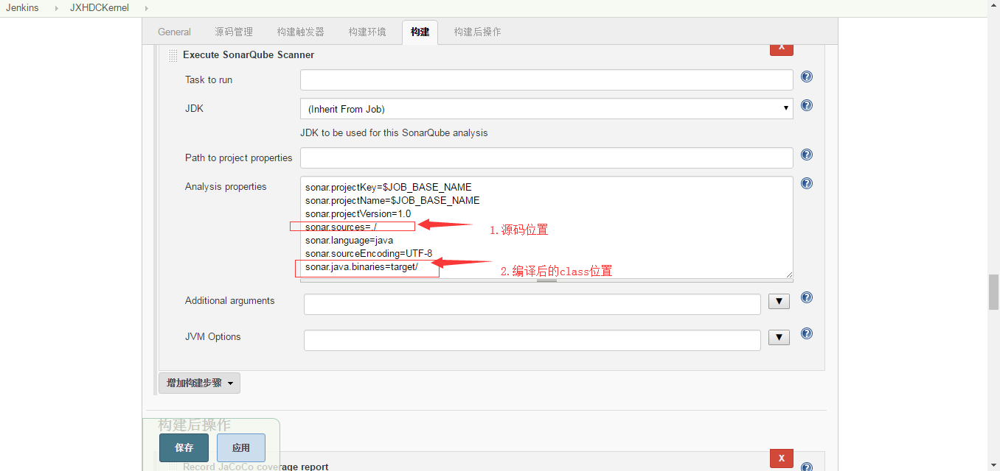 Jenkins JXHDCKernel
General 源码管理 构建触发器 构建环境 构建 构建后操作
Execute SonarQube Scanner
X
Task to run
JDK
(Inherit From Job)
JDK to be used for this SonarQube analysis
Path to project properties
Analysis properties
sonar.projectKey=$JOB_BASE_NAME
sonar.projectName=$JOB_BASE_NAME
sonar.projectVersion=1.0
sonar.sources=./
1.源码位置
sonar.language=java
sonar.sourceEncoding=UTF-8
sonar.java.binaries=target/
2.编译后的class位置
Additional arguments
JVM Options
增加构建步骤
构建后操作
保存 应用
X
Record JaCoCo coverage report